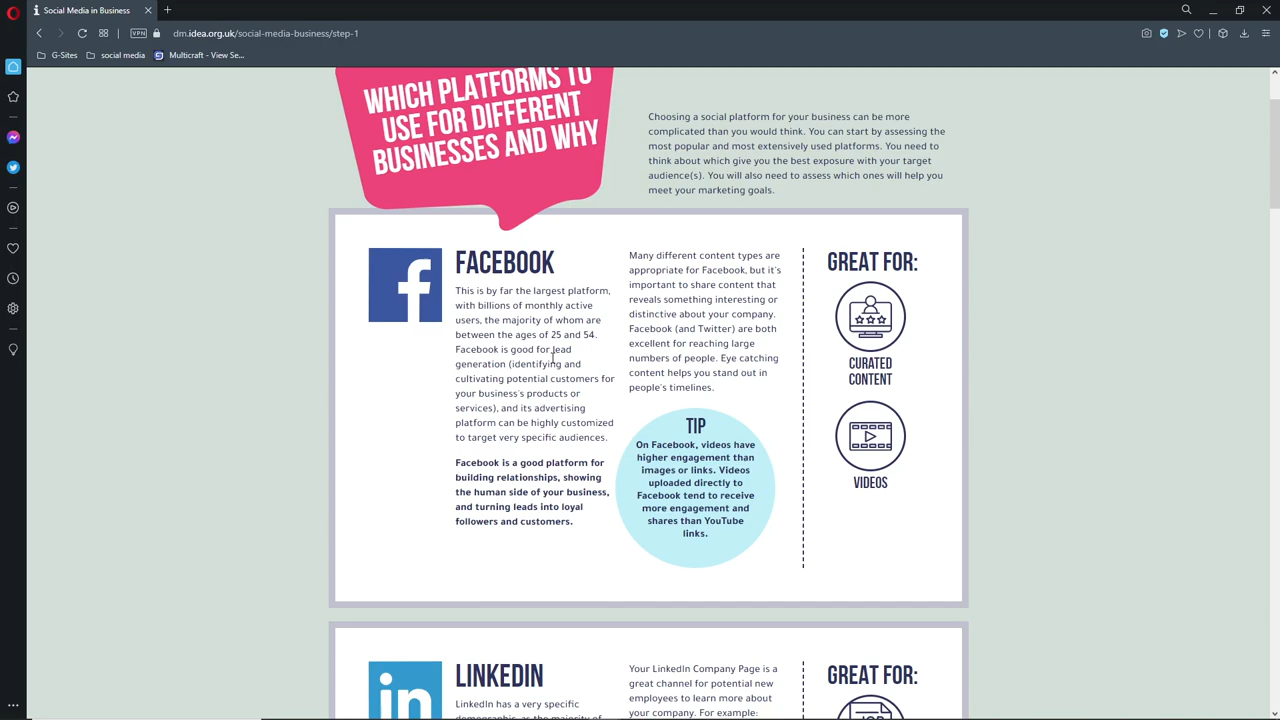 Social Media in Business
VPN
dm.idea.org.uk/social-media-business/step-1
G-Sites
social media
Multicraft - View Se...
WHICH PLATFORMS TO
USE FOR DIFFERENT
BUSINESSES AND WHY
Choosing a social platform for your business can be more
complicated than you would think. You can start by assessing the
most popular and most extensively used platforms. You need to
think about which give you the best exposure with your target
audience(s). You will also need to assess which ones will help you
meet your marketing goals.
FACEBOOK
This is by far the largest platform,
with billions of monthly active
users, the majority of whom are
between the ages of 25 and 54.
Facebook is good for lead
generation (identifying and
cultivating potential customers for
your business's products or
services), and its advertising
platform can be highly customized
to target very specific audiences.
Facebook is a good platform for
building relationships, showing
the human side of your business,
and turning leads into loyal
followers and customers.
Many different content types are
appropriate for Facebook, but it's
important to share content that
reveals something interesting or
distinctive about your company.
Facebook (and Twitter) are both
excellent for reaching large
numbers of people. Eye catching
content helps you stand out in
people's timelines.
TIP
On Facebook, videos have
higher engagement than
images or links. Videos
uploaded directly to
Facebook tend to receive
more engagement and
shares than YouTube
links.
GREAT FOR:
CURATED
CONTENT
VIDEOS
in
LINKEDIN
LinkedIn has a very specific
demographic, as the majority of
Your LinkedIn Company Page is a
great channel for potential new
employees to learn more about
your company. For example:
GREAT FOR:
JOB